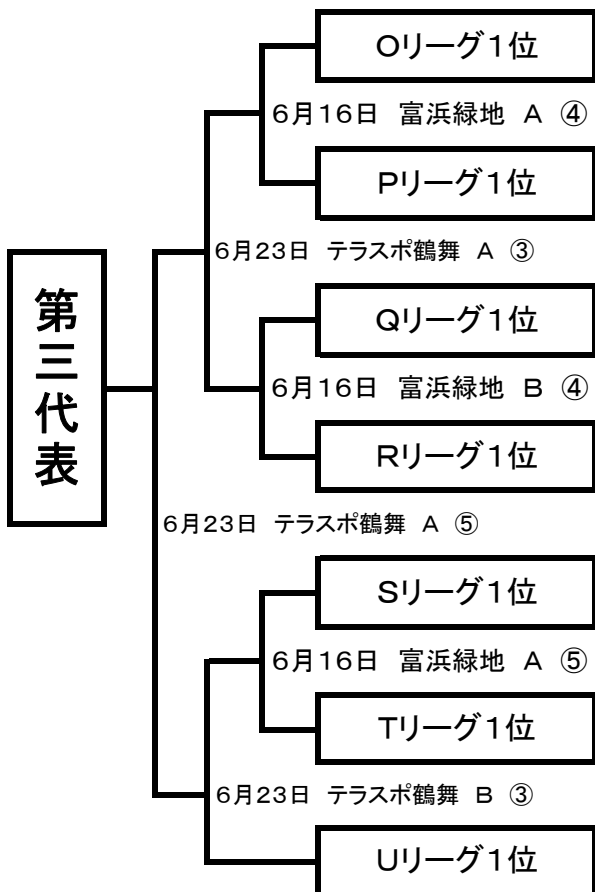 Oリーグ1位
6月16日 富浜緑地 A ④
Pリーグ1位
6月23日 テラスポ鶴舞 A ③
第三代表
Qリーグ1位
6月16日 富浜緑地 B ④
Rリーグ1位
6月23日 テラスポ鶴舞 A ⑤
Sリーグ1位
6月16日 富浜緑地 A ⑤
Tリーグ1位
6月23日 テラスポ鶴舞 B ③
Uリーグ1位